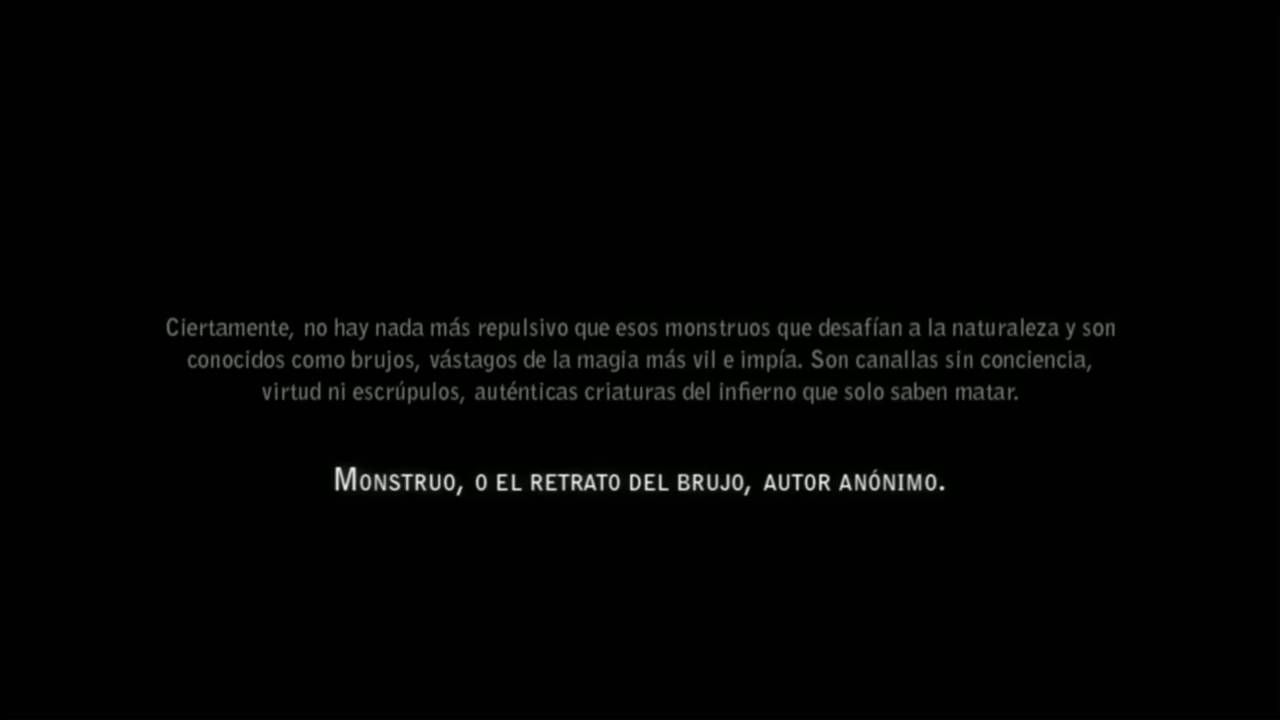 Ciertamente, no hay nada más repulsivo que esos monstruos que desafían a la naturaleza y son
conocidos como brujos, vástagos de la magia más vil e impía. Son canallas sin conciencia,
virtud ni escrúpulos, auténticas criaturas del infierno que solo saben matar.
Monstruo, o el retrato del brujo, autor anónimo.